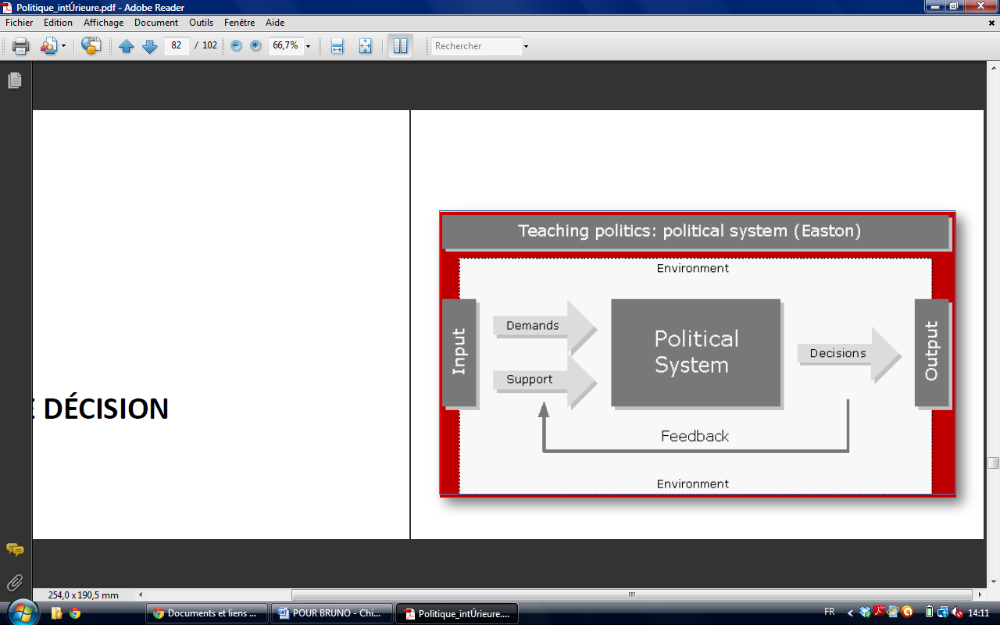 Politique_intÚrieure.pdf - Adobe Reader
Fichier Edition Affichage Document Outils Fenêtre Aide
82 / 102 66,7% Rechercher
Teaching politics: political system (Easton)
Environment
Input
Demands
Support
Political
System
Decisions
Output
Feedback
Environment
E DÉCISION
254,0 x 190,5 mm
Documents et liens ... POUR BRUNO - Chi... Politique_intÚrieure.... FR 14:11